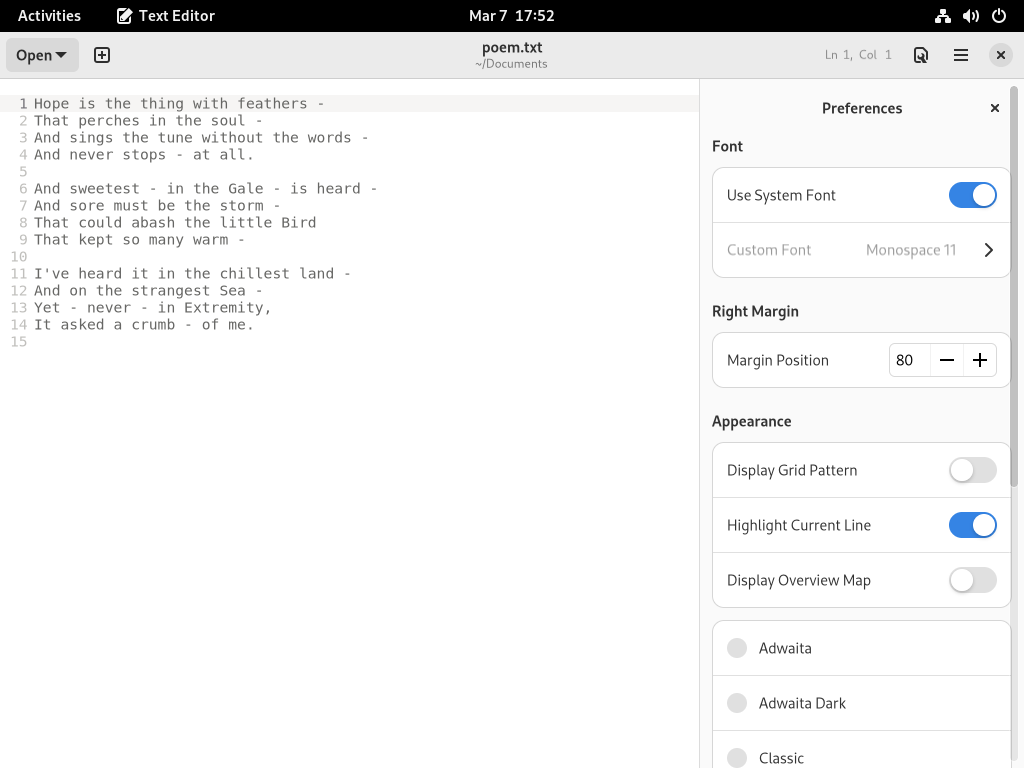 Activities
Text Editor
Mar 7 17:52
Open
poem.txt
~/Documents
Ln 1, Col 1
1 Hope is the thing with feathers -
2 That perches in the soul -
3 And sings the tune without the words -
4 And never stops - at all.
5
6 And sweetest - in the Gale - is heard -
7 And sore must be the storm -
8 That could abash the little Bird
9 That kept so many warm -
10
11 I've heard it in the chillest land -
12 And on the strangest Sea -
13 Yet - never - in Extremity,
14 It asked a crumb - of me.
15
Preferences
Font
Use System Font
Custom Font Monospace 11
Right Margin
Margin Position 80
Appearance
Display Grid Pattern
Highlight Current Line
Display Overview Map
Adwaita
Adwaita Dark
Classic